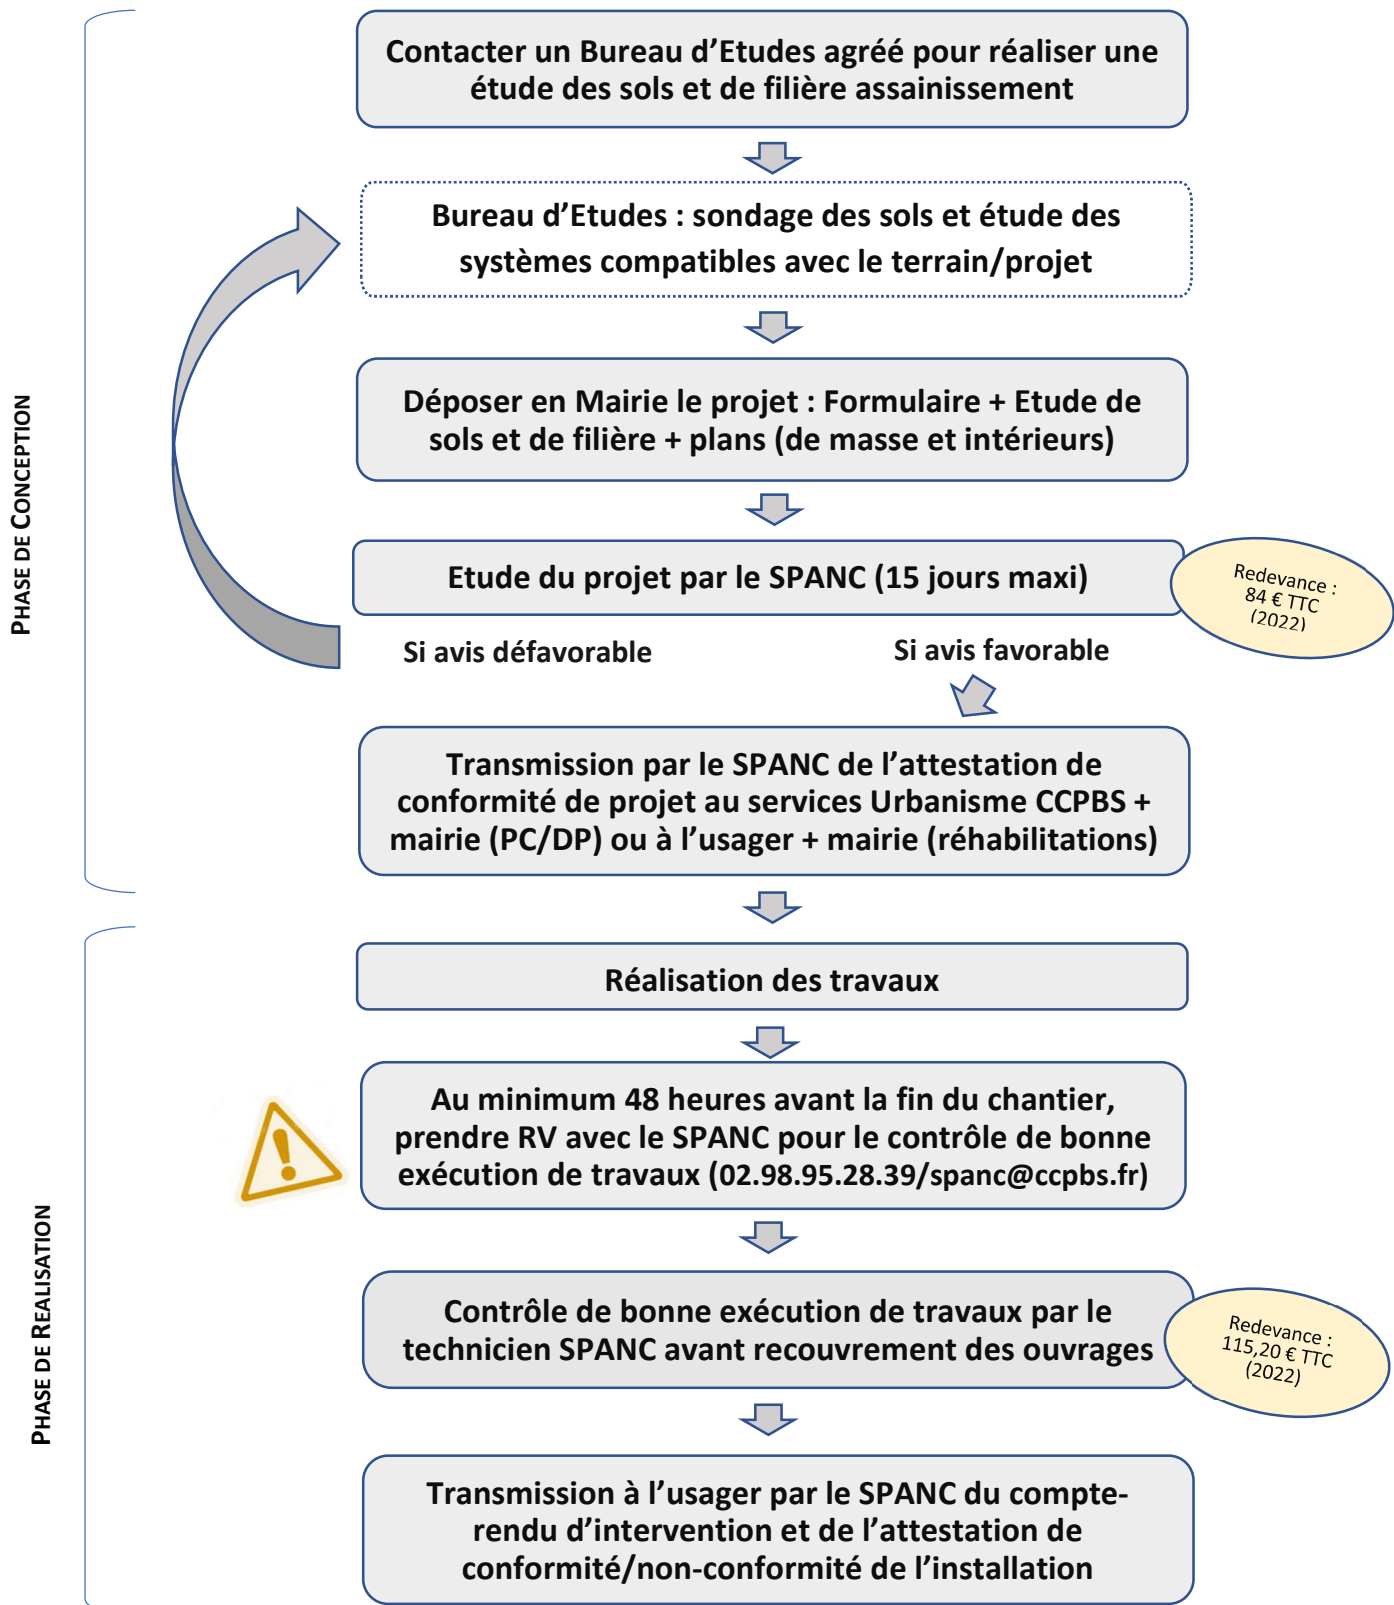 Contacter un Bureau d’Etudes agréé pour réaliser une
étude des sols et de filière assainissement
Bureau d’Etudes : sondage des sols et étude des
systèmes compatibles avec le terrain/projet
Déposer en Mairie le projet : Formulaire + Etude de
sols et de filière + plans (de masse et intérieurs)
PHASE DE CONCEPTION
Etude du projet par le SPANC (15 jours maxi)
Redevance :
84 € TTC
(2022)
Si avis défavorable
Si avis favorable
Transmission par le SPANC de l’attestation de
conformité de projet au services Urbanisme CCPBS +
mairie (PC/DP) ou à l’usager + mairie (réhabilitations)
Réalisation des travaux
Au minimum 48 heures avant la fin du chantier,
prendre RV avec le SPANC pour le contrôle de bonne
exécution de travaux (02.98.95.28.39/spanc@ccpbs.fr)
PHASE DE REALISATION
Contrôle de bonne exécution de travaux par le
technicien SPANC avant recouvrement des ouvrages
Redevance :
115,20 € TTC
(2022)
Transmission à l’usager par le SPANC du compte-
rendu d’intervention et de l’attestation de
conformité/non-conformité de l’installation